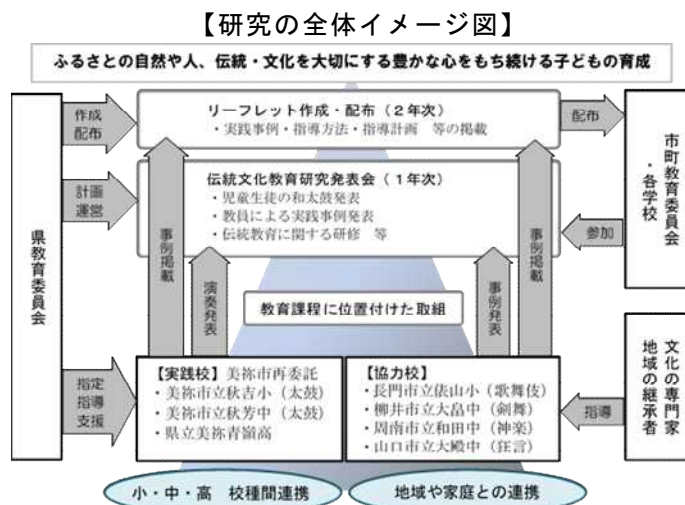 【研究の全体イメージ図】
ふるさとの自然や人、伝統・文化を大切にする豊かな心をもち続ける子どもの育成
作成
配布
リーフレット作成・配布（２年次）
・実践事例・指導方法・指導計画　等の掲載
配布
計画
運営
伝統文化教育研究発表会（１年次）
・児童生徒の和太鼓発表
・教員による実践事例発表
・伝統教育に関する研修　等
参加
県教育委員会
市町教育委員会
・各学校
事例掲載
演奏発表
事例発表
事例掲載
教育課程に位置付けた取組
指定
指導
支援
【実践校】美祢市再委託
・美祢市立秋吉小（太鼓）
・美祢市立秋芳中（太鼓）
・県立美祢青嶺高
【協力校】
・長門市立俵山小（歌舞伎）
・柳井市立大畠中（剣舞）
・周南市立和田中（神楽）
・山口市立大殿中（狂言）
指導
文化の専門家
地域の継承者
小・中・高　校種間連携
地域や家庭との連携